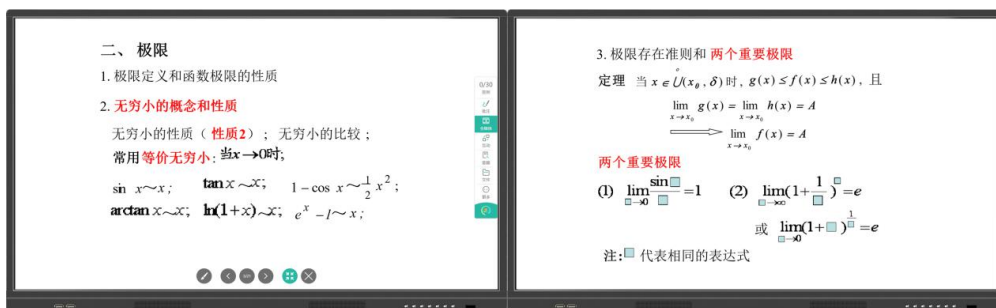 二、 极限
1. 极限定义和函数极限的性质
2. 无穷小的概念和性质
无穷小的性质（ 性质2）； 无穷小的比较；
常用等价无穷小: 当x→0时;
sin x～x; tan x～x; 1－cos x～1/2 x²;
arctan x～x; ln(1+x)～x; eˣ－1～x;
0/30
3. 极限存在准则和 两个重要极限
定理 当 x∈U(x₀,δ) 时, g(x)≤f(x)≤h(x), 且
lim x→x₀ g(x) = lim x→x₀ h(x) = A
⟹ lim x→x₀ f(x) = A
两个重要极限
(1) lim □→0 sin□/□ =1 (2) lim □→∞ (1+1/□)^□ =e
或 lim □→0 (1+□)^(1/□) =e
注:□ 代表相同的表达式